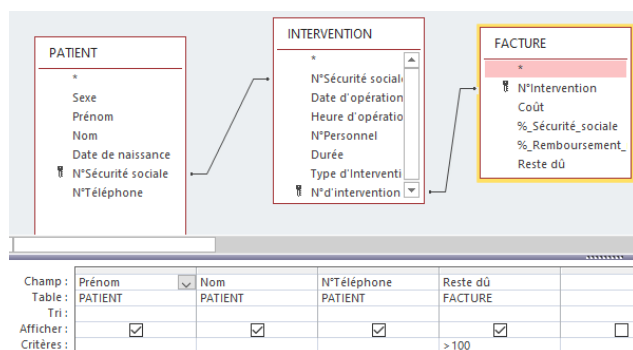 PATIENT
*
Sexe
Prénom
Nom
Date de naissance
N°Sécurité sociale
N°Téléphone
INTERVENTION
*
N°Sécurité sociale
Date d'opération
Heure d'opératio
N°Personnel
Durée
Type d'Interventi
N°d'intervention
FACTURE
*
N°Intervention
Coût
%_Sécurité_sociale
%_Remboursement_
Reste dû
Champ : Prénom Nom N°Téléphone Reste dû
Table : PATIENT PATIENT PATIENT FACTURE
Tri :
Afficher :
Critères : >100